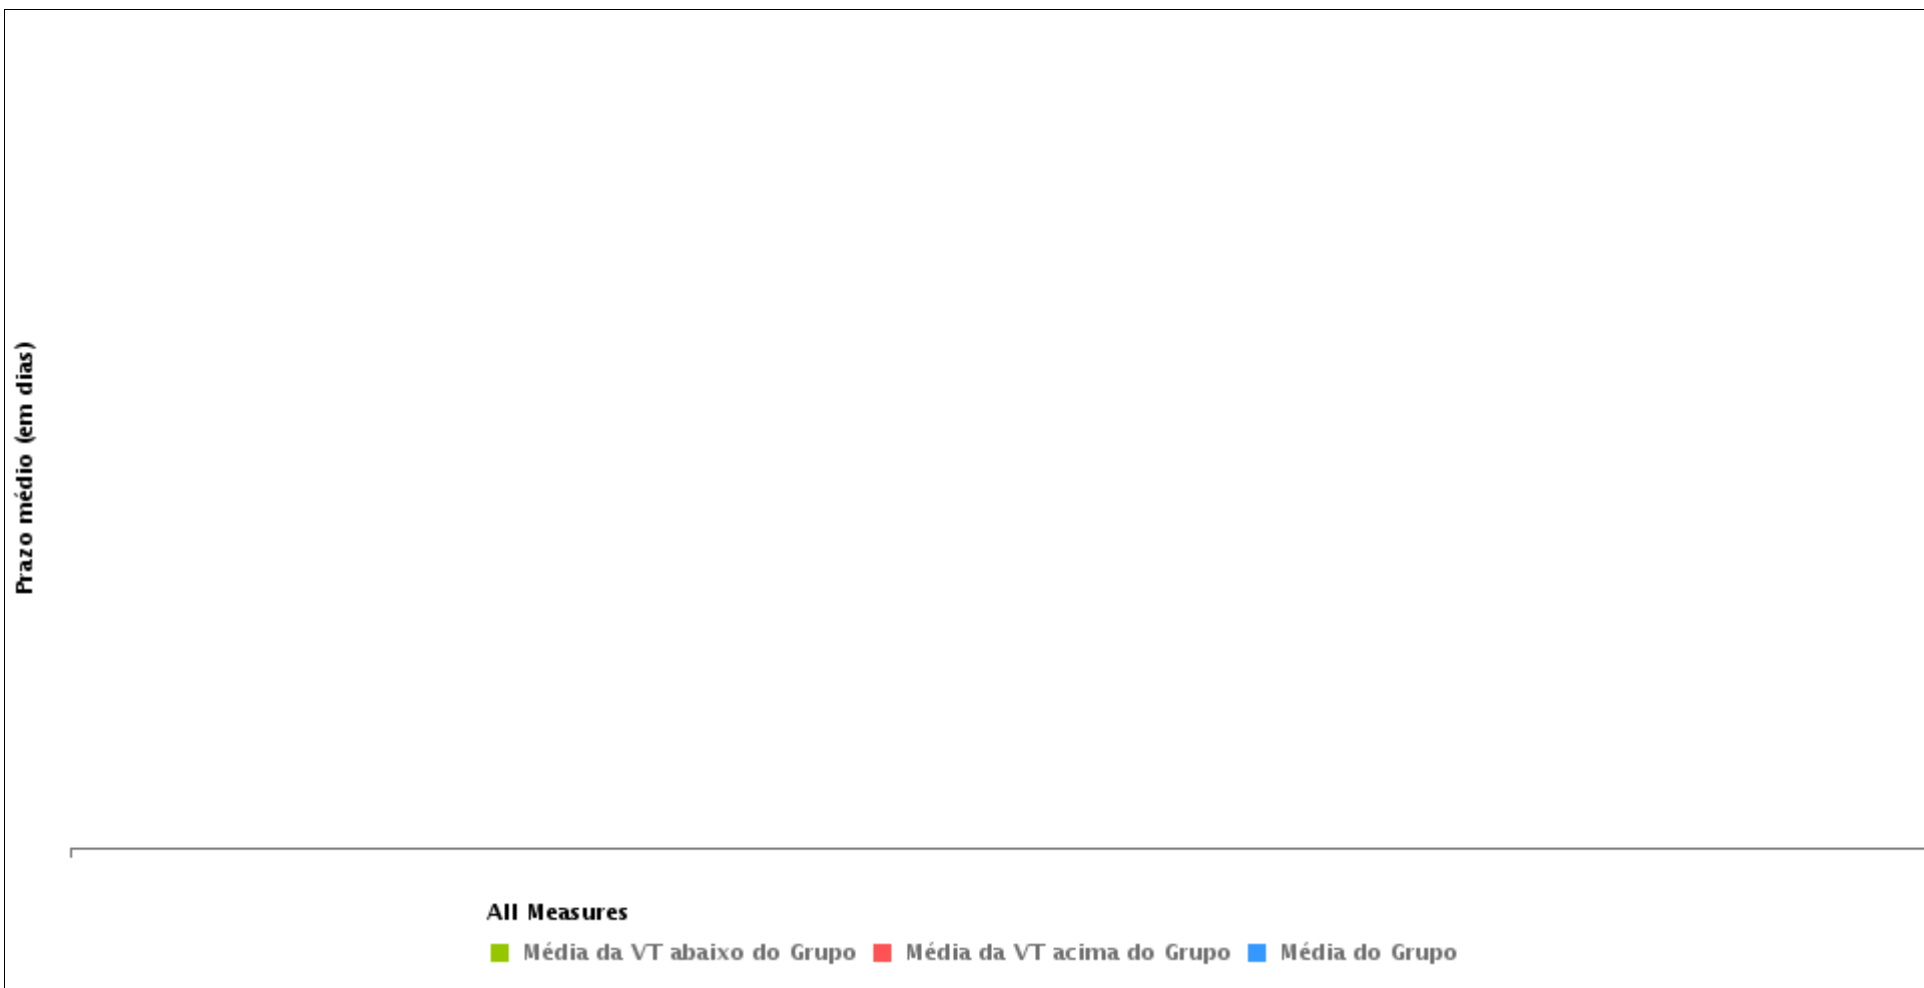 Prazo médio (em dias)
All Measures
Média da VT abaixo do Grupo Média da VT acima do Grupo Média do Grupo